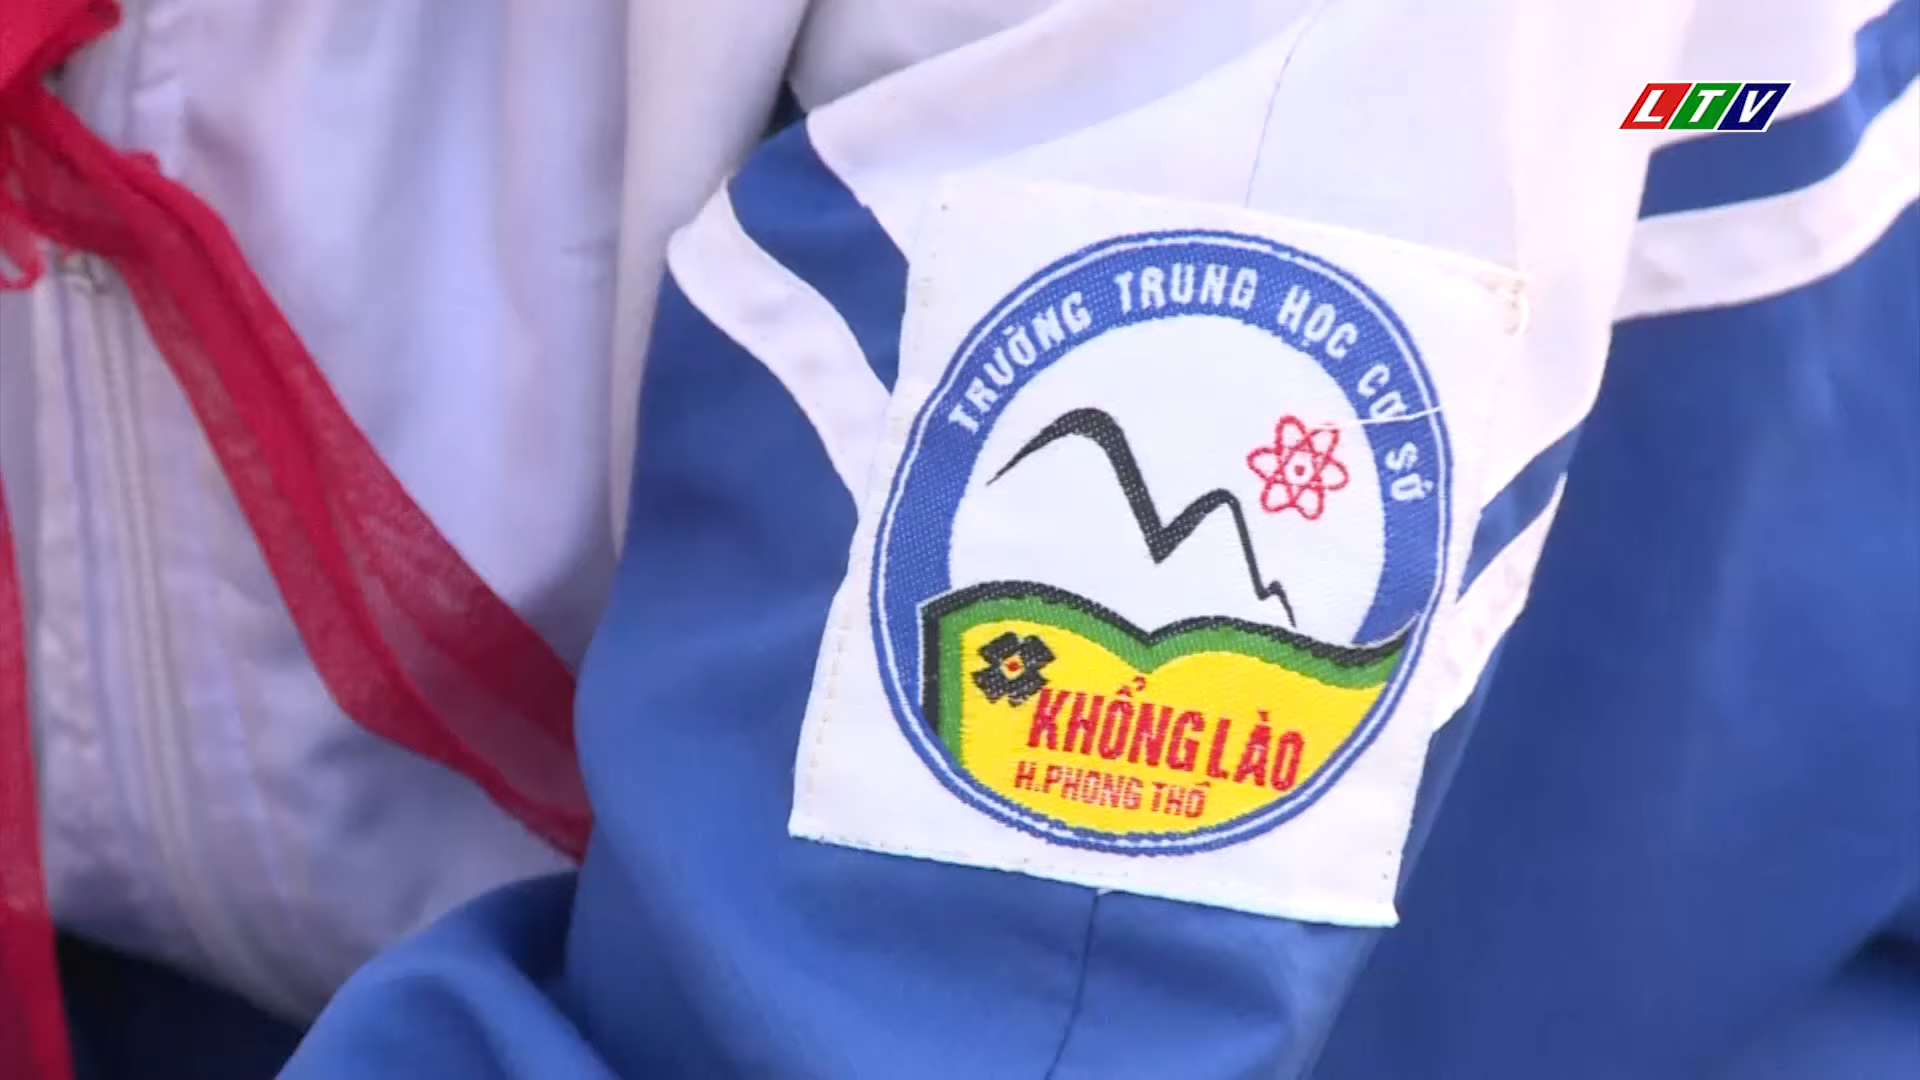 LTV
TRƯỜNG TRUNG HỌC CƠ SỞ
KHỔNG LÀO
H.PHONG THỔ